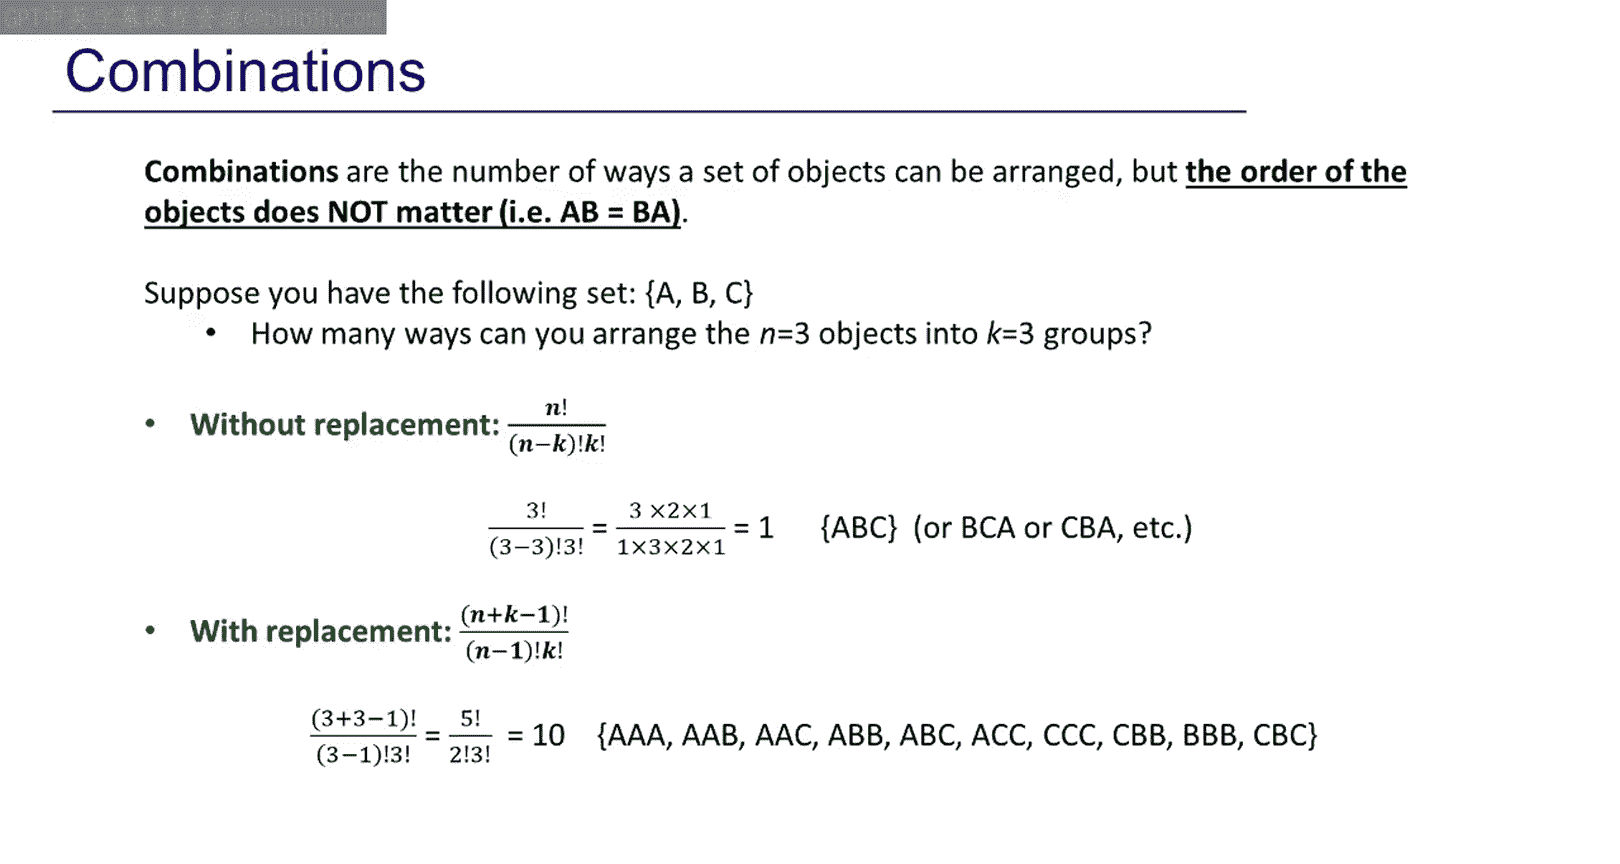 Combinations
Combinations are the number of ways a set of objects can be arranged, but the order of the
objects does NOT matter (i.e. AB = BA).
Suppose you have the following set: {A, B, C}
• How many ways can you arrange the n=3 objects into k=3 groups?
• Without replacement: n! / (n−k)!k!
3! / (3−3)!3! = 3 ×2×1 / 1×3×2×1 = 1 {ABC} (or BCA or CBA, etc.)
• With replacement: (n+k−1)! / (n−1)!k!
(3+3−1)! / (3−1)!3! = 5! / 2!3! = 10 {AAA, AAB, AAC, ABB, ABC, ACC, CCC, CBB, BBB, CBC}